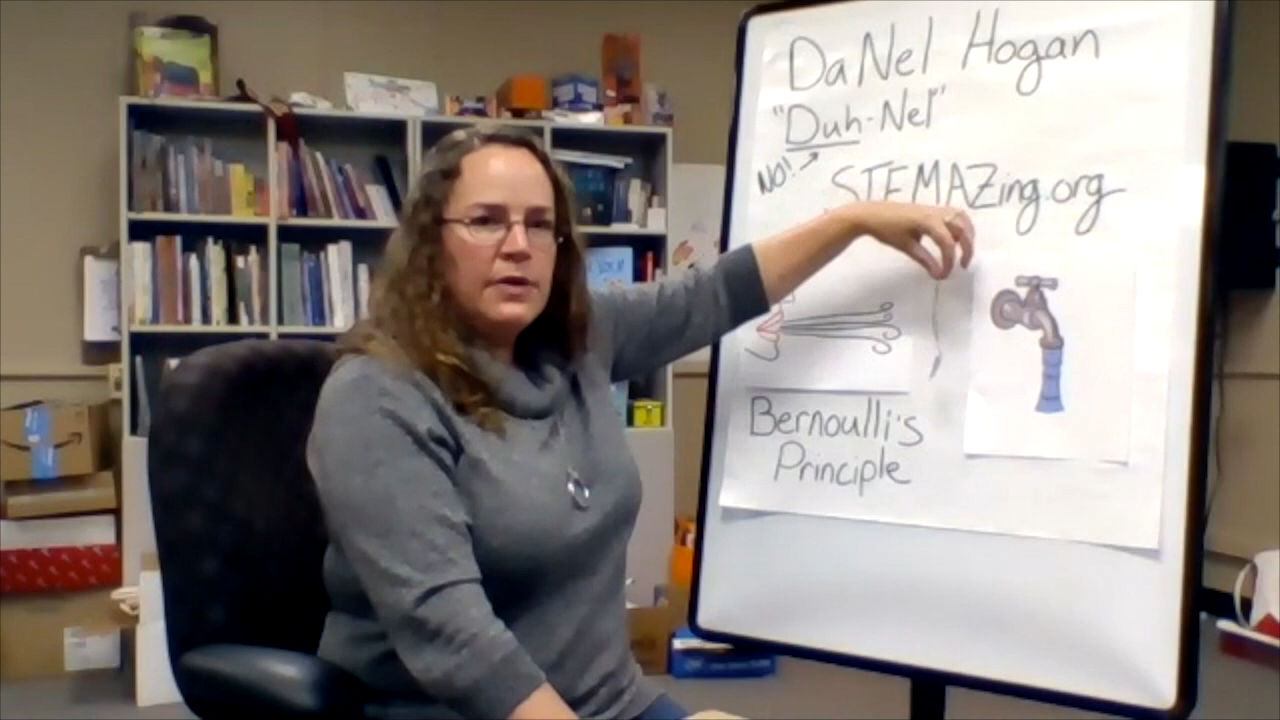 DaNel Hogan
"Duh-Nel"
NO!
STEMAZing.org
Bernoulli's
Principle